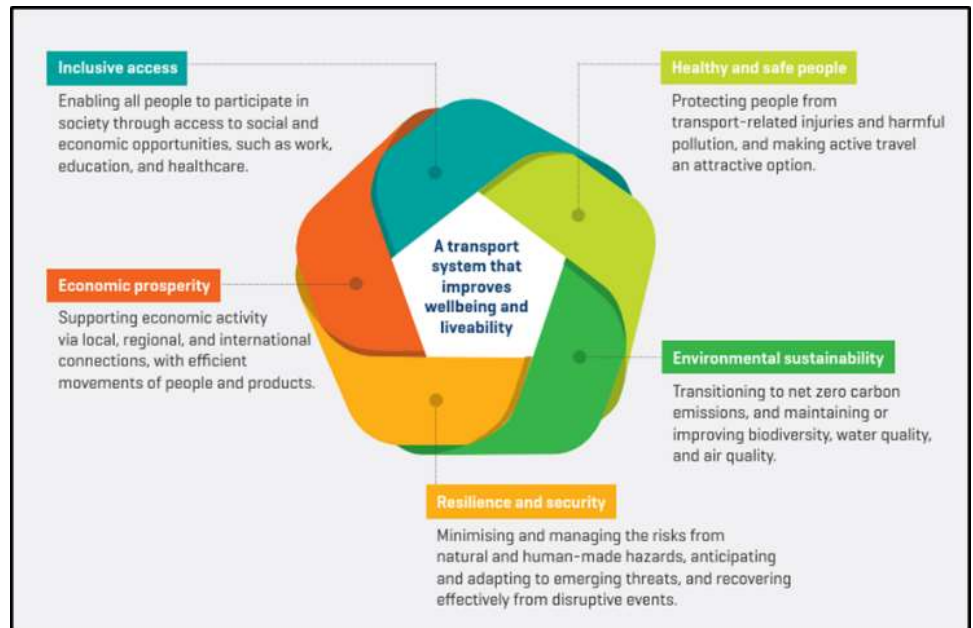 Inclusive access
Enabling all people to participate in
society through access to social and
economic opportunities, such as work,
education, and healthcare.
Healthy and safe people
Protecting people from
transport-related injuries and harmful
pollution, and making active travel
an attractive option.
A transport
system that
improves
wellbeing and
liveability
Economic prosperity
Supporting economic activity
via local, regional, and international
connections, with efficient
movements of people and products.
Environmental sustainability
Transitioning to net zero carbon
emissions, and maintaining or
improving biodiversity, water quality,
and air quality.
Resilience and security
Minimising and managing the risks from
natural and human-made hazards, anticipating
and adapting to emerging threats, and recovering
effectively from disruptive events.